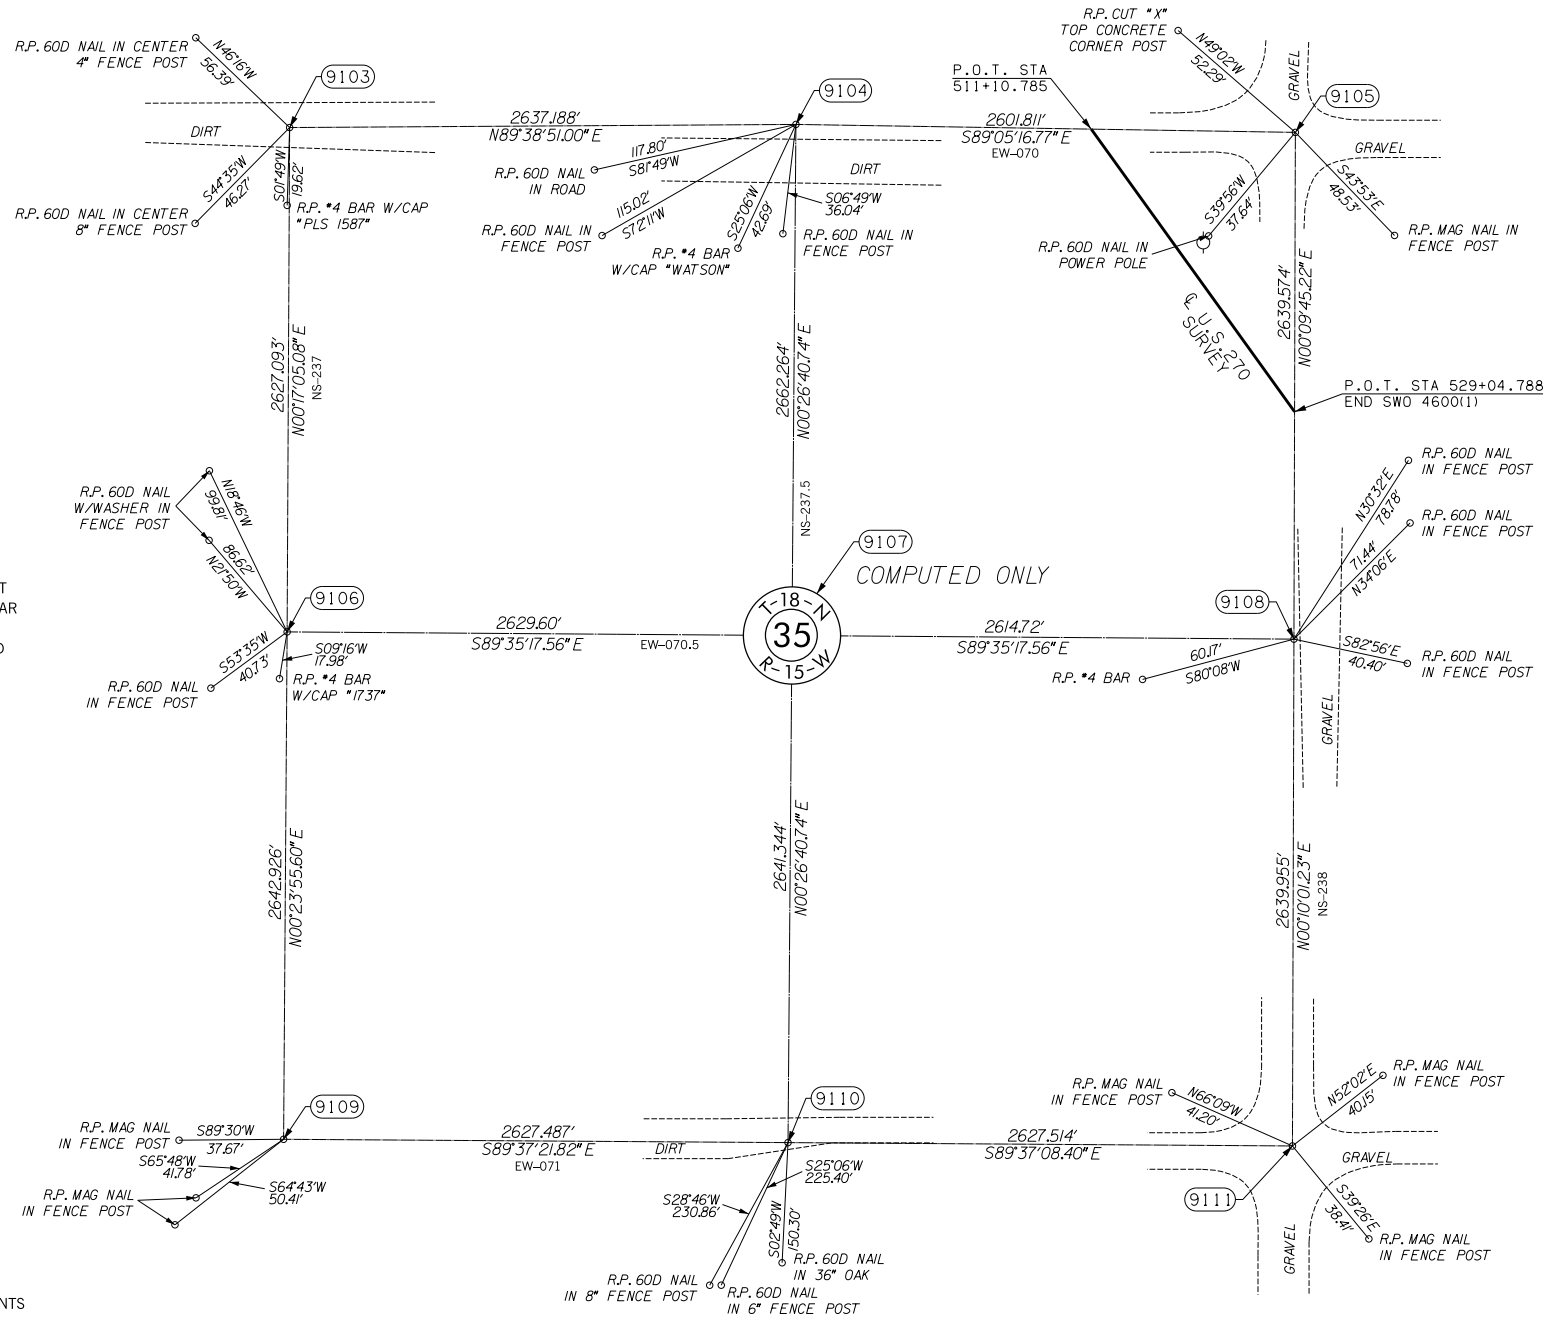 R.P. 60D NAIL IN CENTER
4" FENCE POST
N46°16'W
56.39'
9103
DIRT
2637.188'
N89°38'51.00" E
9104
P.O.T. STA
511+10.785
R.P. CUT "X"
TOP CONCRETE
CORNER POST
N49°02'W
52.29'
GRAVEL
9105
2601.811'
S89°05'16.77" E
EW-070
GRAVEL
S44°35'W
46.27'
S01°49'W
19.62'
R.P. 60D NAIL IN CENTER
8" FENCE POST
R.P. #4 BAR W/CAP
"PLS 1587"
117.80'
S81°49'W
R.P. 60D NAIL
IN ROAD
115.02'
S72°11'W
R.P. 60D NAIL IN
FENCE POST
S25°06'W
42.69'
R.P. #4 BAR
W/CAP "WATSON"
DIRT
S06°49'W
36.04'
R.P. 60D NAIL IN
FENCE POST
S39°56'W
37.64'
R.P. 60D NAIL IN
POWER POLE
S43°53'E
48.53'
R.P. MAG NAIL IN
FENCE POST
2627.093'
N00°17'05.08" E
NS-237
2662.264'
N00°26'40.74" E
NS-237.5
2639.574'
N00°09'45.22" E
℄ U.S. 270
SURVEY
P.O.T. STA 529+04.788
END SWO 4600(1)
R.P. 60D NAIL
W/WASHER IN
FENCE POST
N18°46'W
99.81'
86.62'
N21°50'W
9106
S53°35'W
40.73'
R.P. 60D NAIL
IN FENCE POST
S09°16'W
17.98'
R.P. #4 BAR
W/CAP "1737"
2629.60'
S89°35'17.56" E
EW-070.5
9107
COMPUTED ONLY
T-18-N
35
R-15-W
2614.72'
S89°35'17.56" E
9108
N30°32'E
78.78'
R.P. 60D NAIL
IN FENCE POST
71.44'
N34°06'E
R.P. 60D NAIL
IN FENCE POST
S82°56'E
40.40'
R.P. 60D NAIL
IN FENCE POST
60.17'
S80°08'W
R.P. #4 BAR
GRAVEL
T
AR
2642.926'
N00°23'55.60" E
2641.344'
N00°26'40.74" E
2639.955'
N00°10'01.23" E
NS-238
9109
S89°30'W
37.67'
R.P. MAG NAIL
IN FENCE POST
S65°48'W
41.78'
S64°43'W
50.41'
R.P. MAG NAIL
IN FENCE POST
2627.487'
S89°37'21.82" E
EW-071
DIRT
9110
S28°46'W
230.86'
S25°06'W
225.40'
S02°49'W
150.30'
R.P. 60D NAIL
IN 36" OAK
R.P. 60D NAIL
IN 8" FENCE POST
R.P. 60D NAIL
IN 6" FENCE POST
2627.514'
S89°37'08.40" E
R.P. MAG NAIL
IN FENCE POST
N66°09'W
41.20'
N52°02'E
40.15'
R.P. MAG NAIL
IN FENCE POST
GRAVEL
9111
S39°26'E
38.41'
R.P. MAG NAIL
IN FENCE POST
GRAVEL
NTS